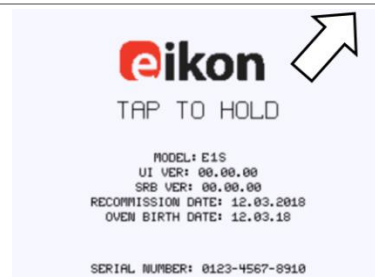 eikon
TAP TO HOLD
MODEL: E1S
UI VER: 00.00.00
SRB VER: 00.00.00
RECOMMISSION DATE: 12.03.2018
OVEN BIRTH DATE: 12.03.18
SERIAL NUMBER: 0123-4567-8910